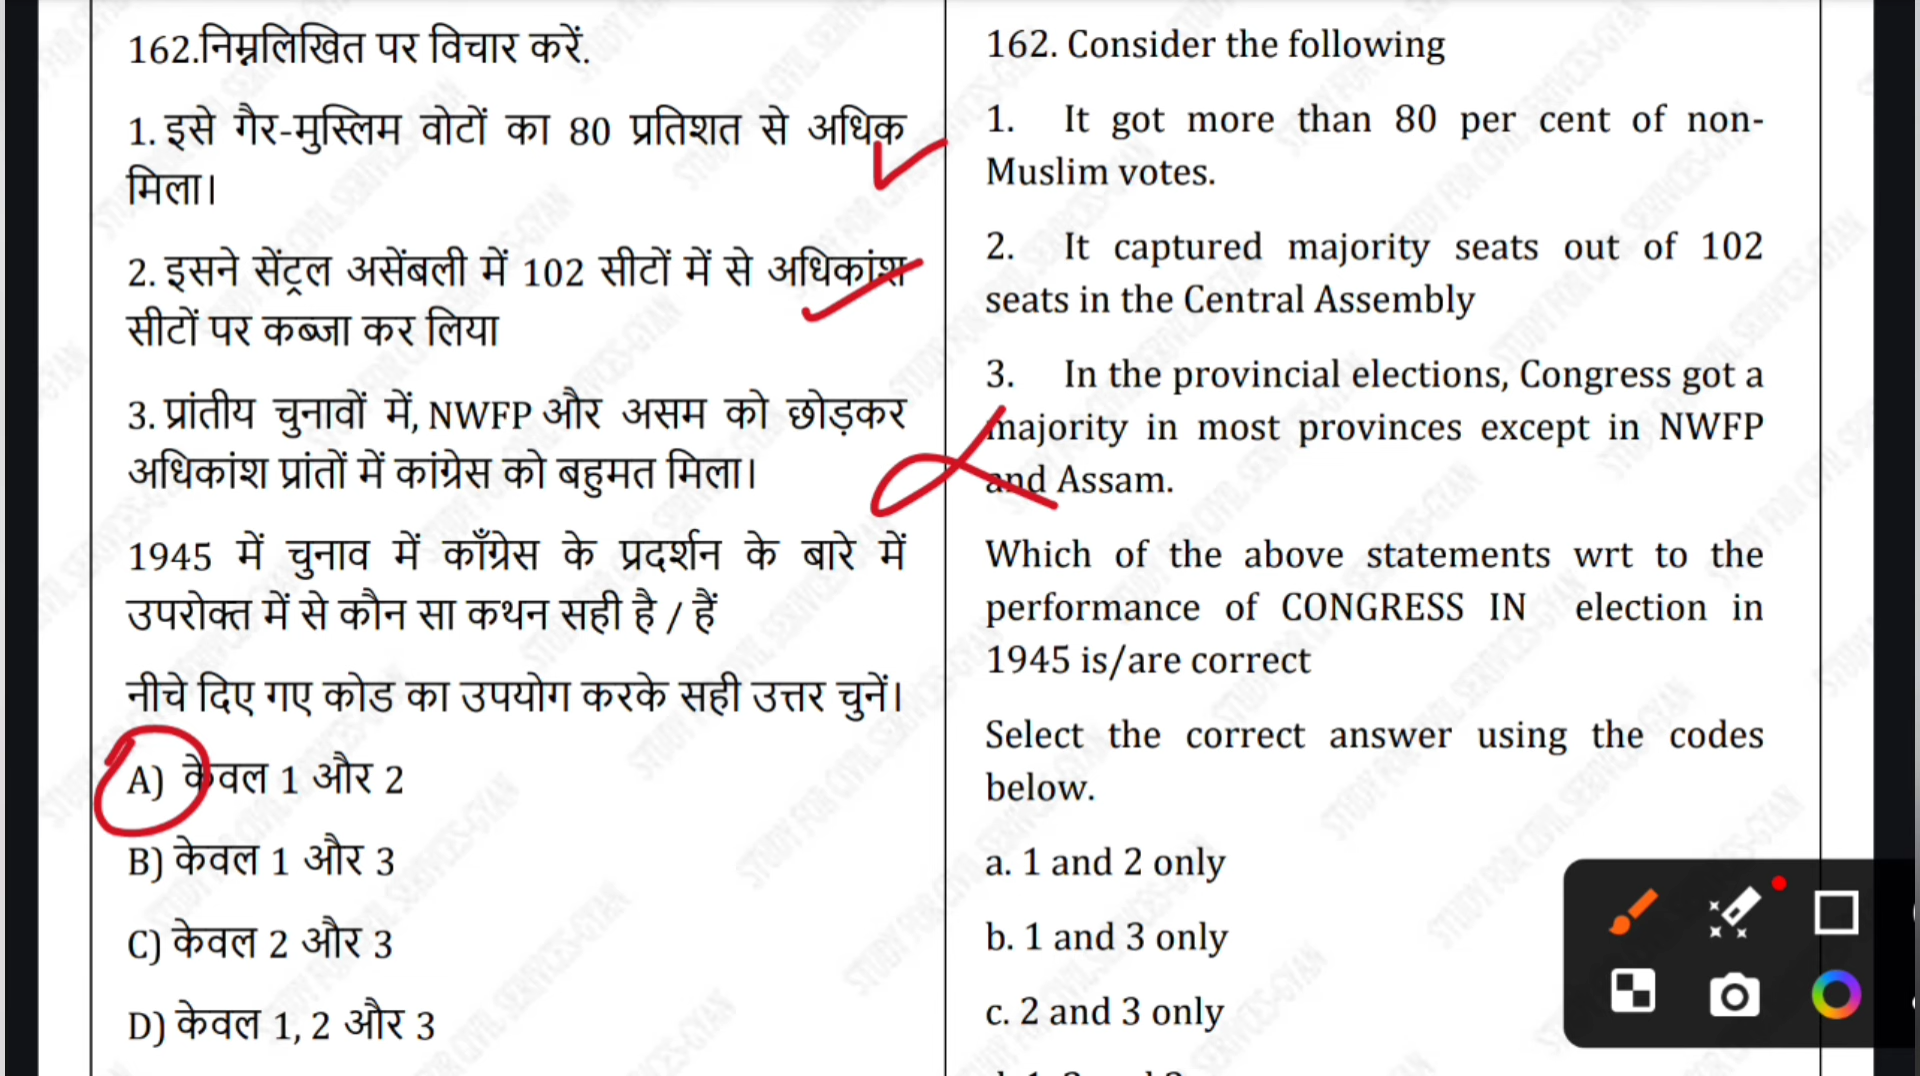 162.निम्नलिखित पर विचार करें.
1. इसे गैर-मुस्लिम वोटों का 80 प्रतिशत से अधिक
मिला।
2. इसने सेंट्रल असेंबली में 102 सीटों में से अधिकांश
सीटों पर कब्जा कर लिया
3. प्रांतीय चुनावों में, NWFP और असम को छोड़कर
अधिकांश प्रांतों में कांग्रेस को बहुमत मिला।
1945 में चुनाव में काँग्रेस के प्रदर्शन के बारे में
उपरोक्त में से कौन सा कथन सही है / हैं
नीचे दिए गए कोड का उपयोग करके सही उत्तर चुनें।
A) केवल 1 और 2
B) केवल 1 और 3
C) केवल 2 और 3
D) केवल 1, 2 और 3
162. Consider the following
1. It got more than 80 per cent of non-
Muslim votes.
2. It captured majority seats out of 102
seats in the Central Assembly
3. In the provincial elections, Congress got a
majority in most provinces except in NWFP
and Assam.
Which of the above statements wrt to the
performance of CONGRESS IN election in
1945 is/are correct
Select the correct answer using the codes
below.
a. 1 and 2 only
b. 1 and 3 only
c. 2 and 3 only